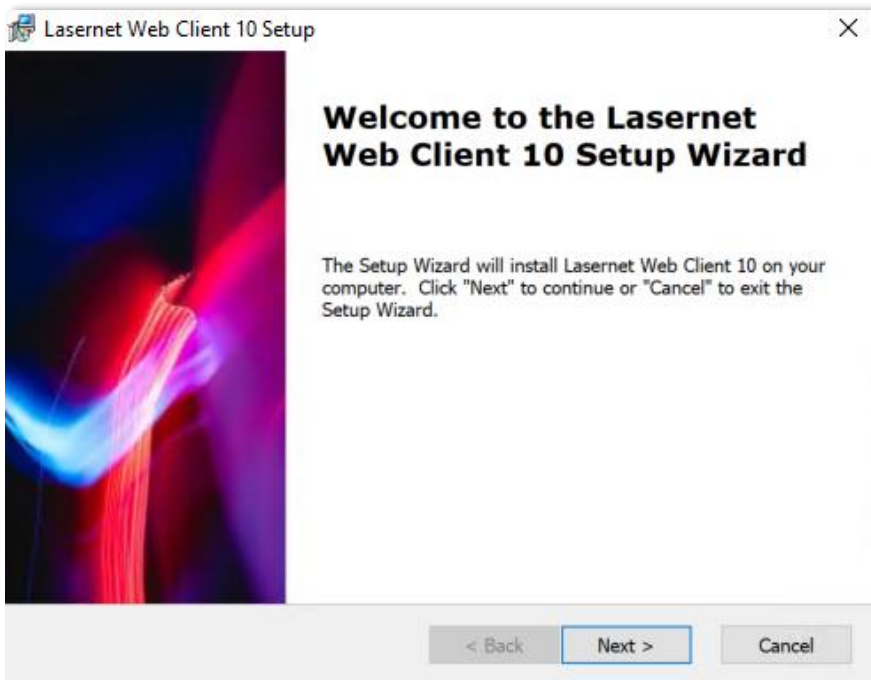 Lasernet Web Client 10 Setup
Welcome to the Lasernet
Web Client 10 Setup Wizard
The Setup Wizard will install Lasernet Web Client 10 on your
computer.  Click "Next" to continue or "Cancel" to exit the
Setup Wizard.
< Back Next > Cancel